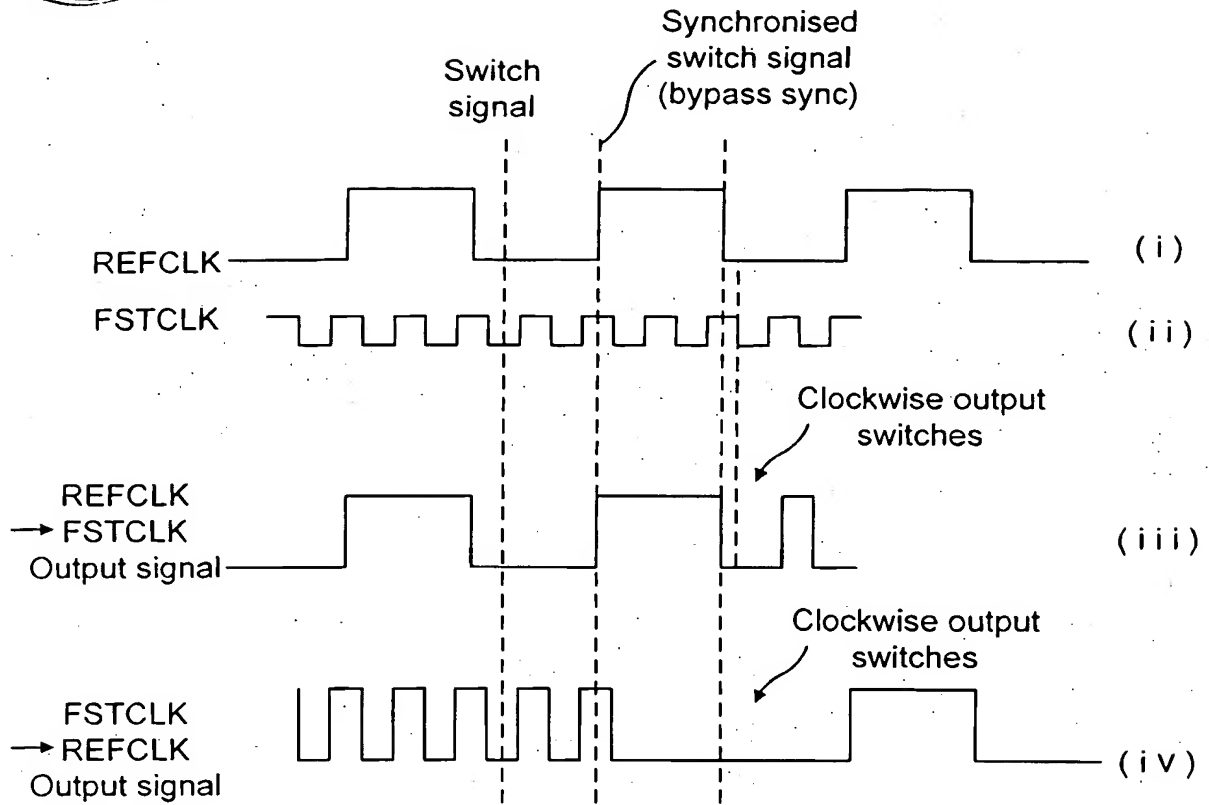 Synchronised
switch signal
(bypass sync)
Switch
signal
REFCLK
(i)
FSTCLK
(ii)
Clockwise output
switches
REFCLK
→ FSTCLK
Output signal
(iii)
Clockwise output
switches
FSTCLK
→ REFCLK
Output signal
(iv)